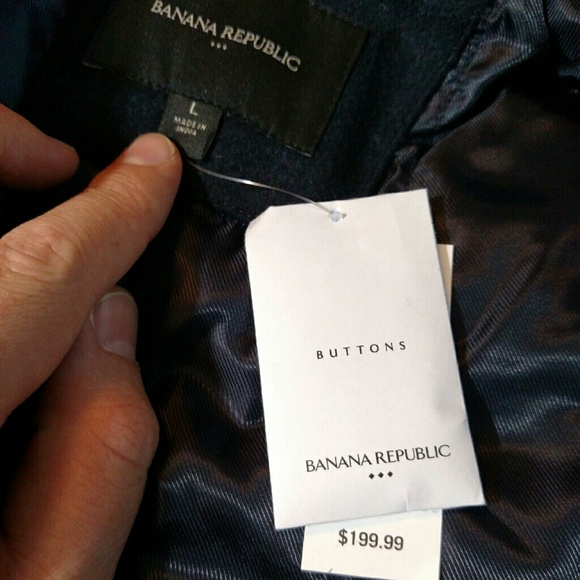 BANANA REPUBLIC
L
MADE IN
INDIA
BUTTONS
BANANA REPUBLIC
$199.99